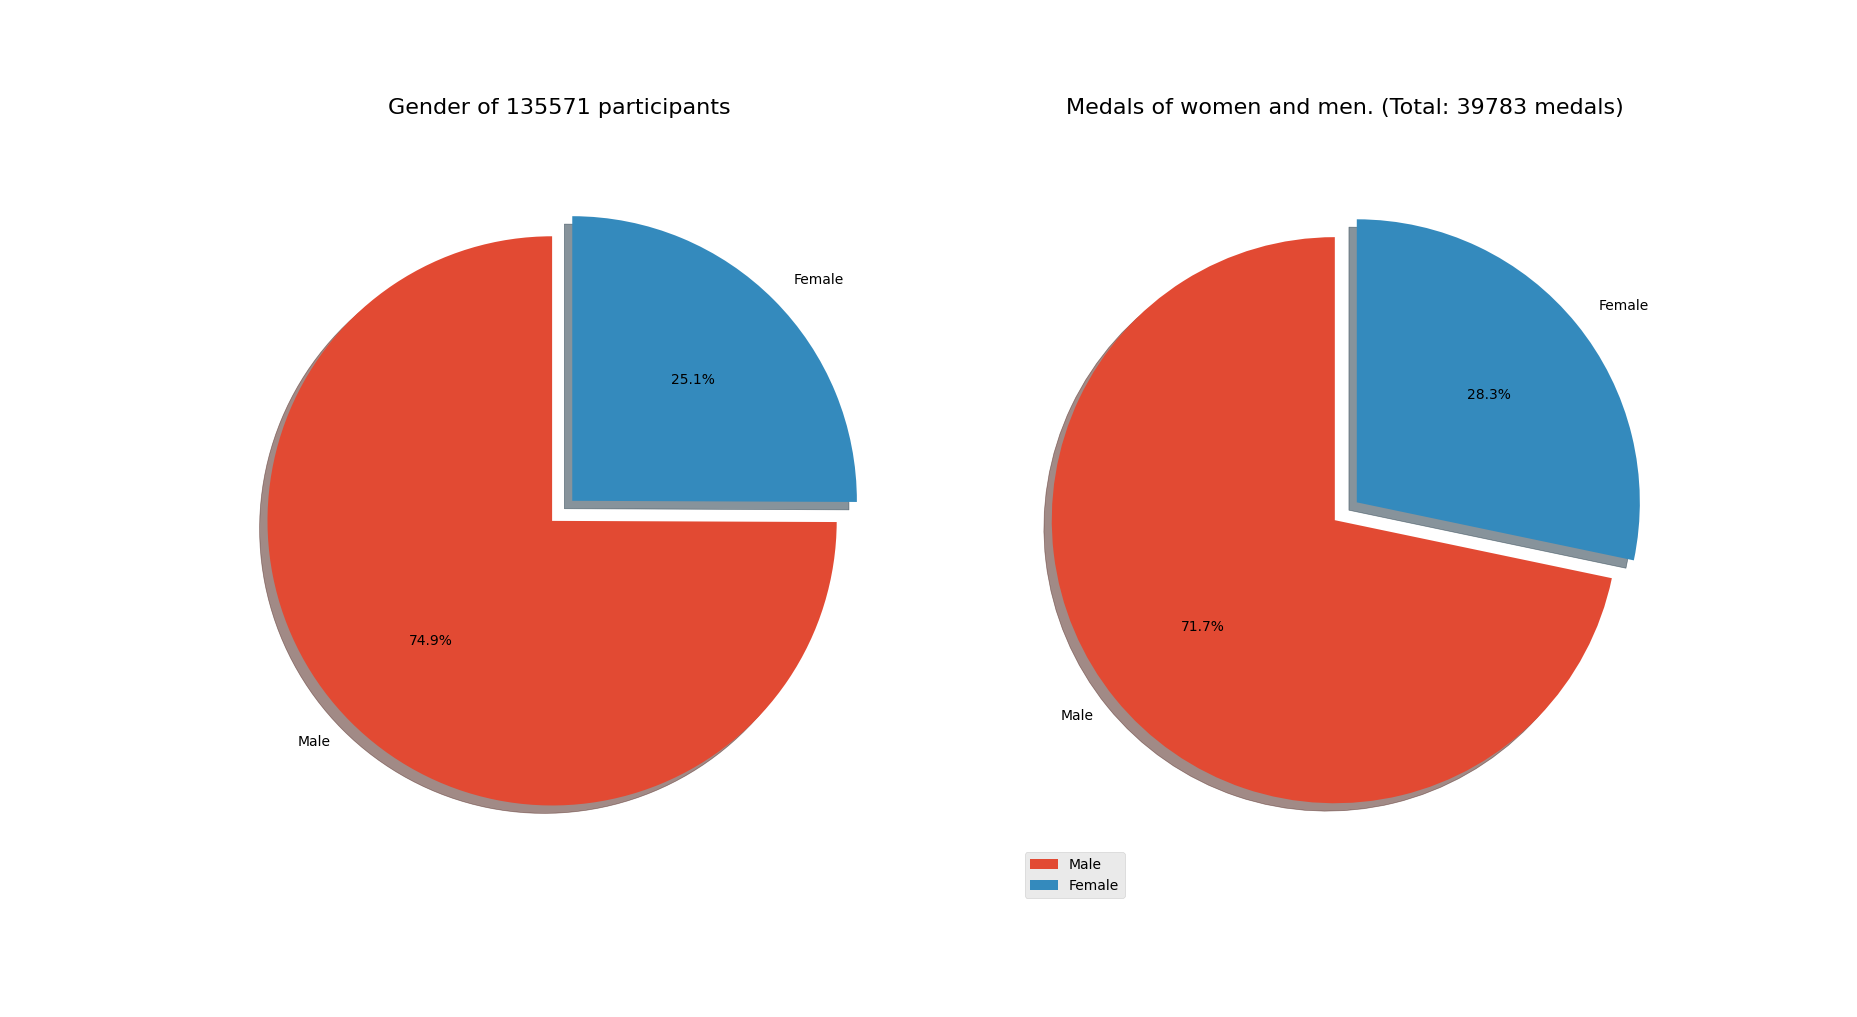 Gender of 135571 participants
Female
25.1%
74.9%
Male
Medals of women and men. (Total: 39783 medals)
Female
28.3%
71.7%
Male
Male
Female